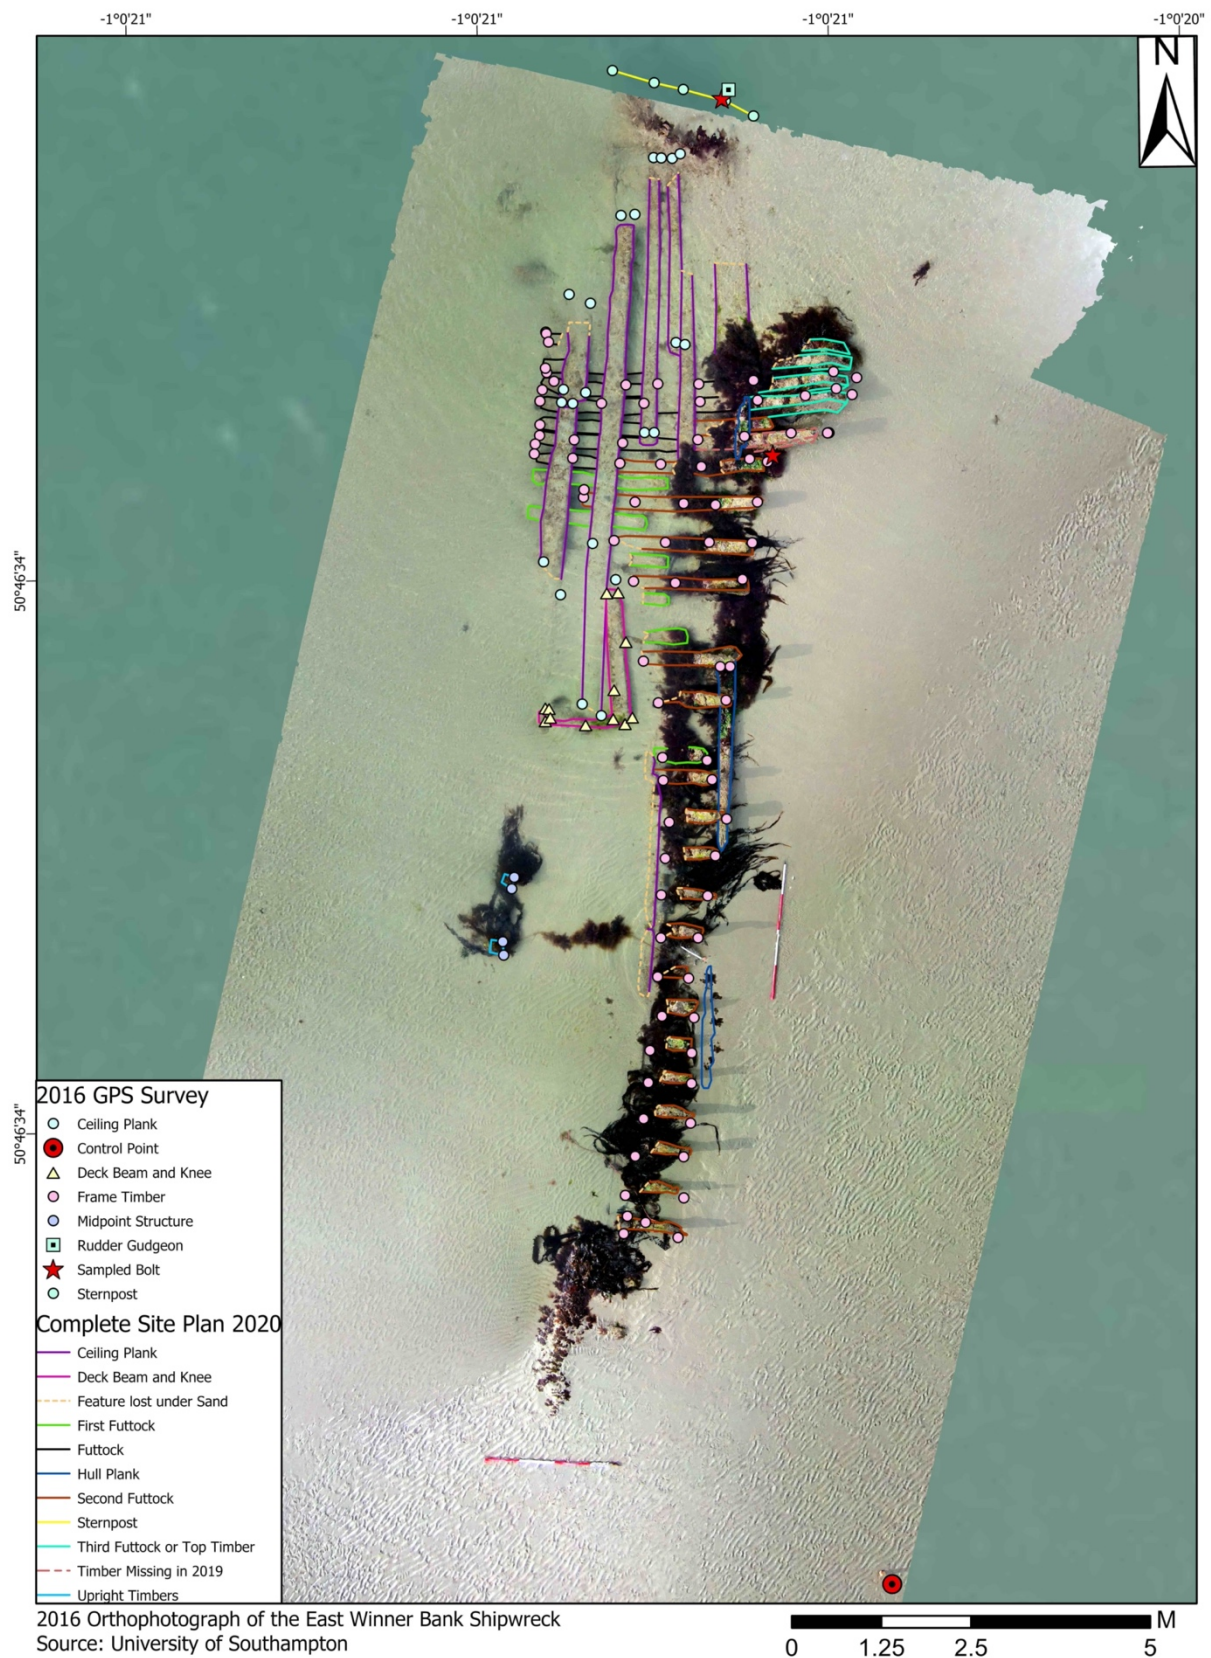 -1°0'21"
-1°0'21"
-1°0'21"
-1°0'20"
N
50°46'34"
50°46'34"
2016 GPS Survey
Ceiling Plank
Control Point
Deck Beam and Knee
Frame Timber
Midpoint Structure
Rudder Gudgeon
Sampled Bolt
Sternpost
Complete Site Plan 2020
Ceiling Plank
Deck Beam and Knee
Feature lost under Sand
First Futtock
Futtock
Hull Plank
Second Futtock
Sternpost
Third Futtock or Top Timber
Timber Missing in 2019
Upright Timbers
2016 Orthophotograph of the East Winner Bank Shipwreck
Source: University of Southampton
M
0 1.25 2.5 5